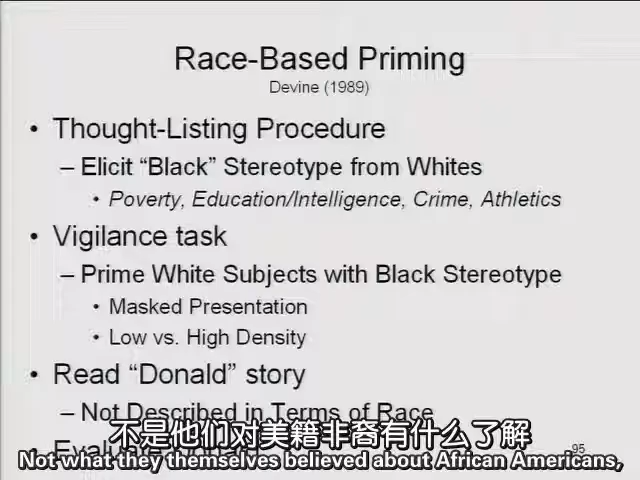 Race-Based Priming
Devine (1989)
• Thought-Listing Procedure
– Elicit “Black” Stereotype from Whites
• Poverty, Education/Intelligence, Crime, Athletics
• Vigilance task
– Prime White Subjects with Black Stereotype
• Masked Presentation
• Low vs. High Density
• Read “Donald” story
– Not Described in Terms of Race
不是他们对美籍非裔有什么了解
• Evaluate Donald
95
Not what they themselves believed about African Americans,